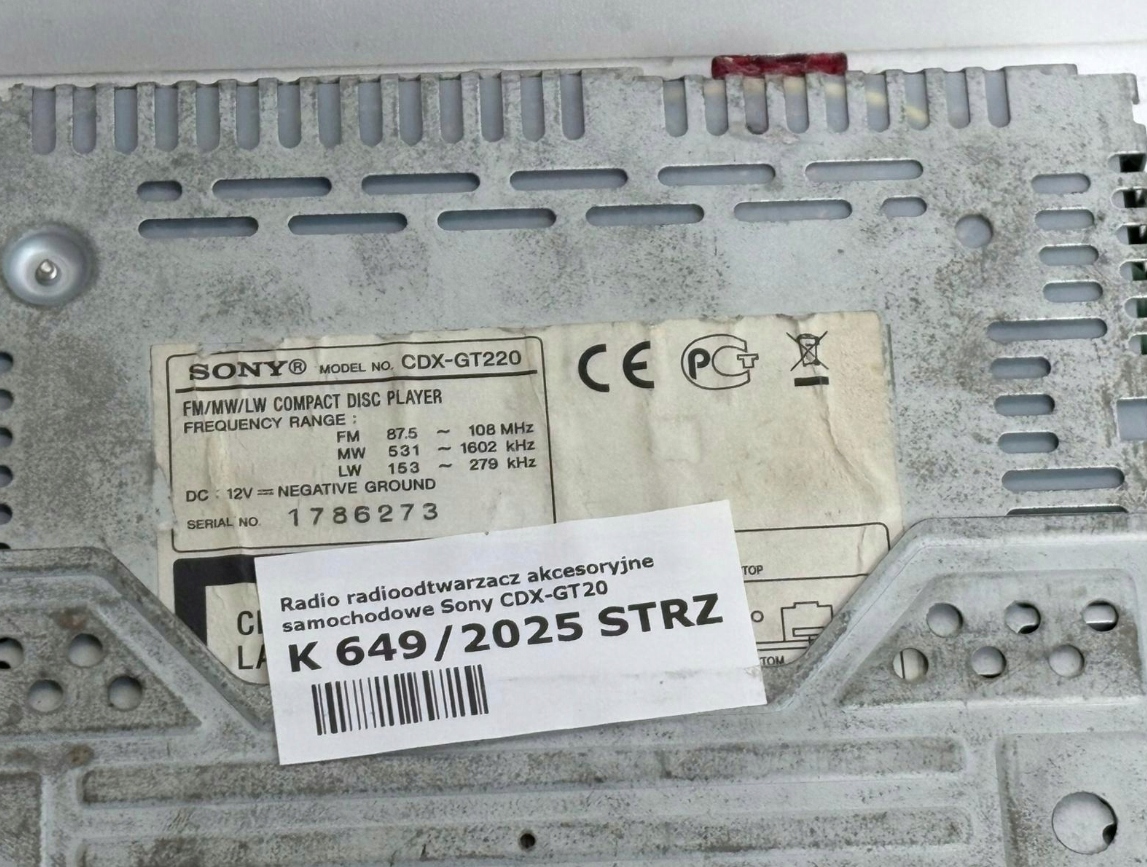 SONY® MODEL NO. CDX-GT220
FM/MW/LW COMPACT DISC PLAYER
FREQUENCY RANGE :
FM 87.5 ~ 108 MHz
MW 531 ~ 1602 kHz
LW 153 ~ 279 kHz
DC : 12V ⎓ NEGATIVE GROUND
SERIAL NO. 1786273
CE PCT
Radio radioodtwarzacz akcesoryjne
samochodowe Sony CDX-GT20
K 649/2025 STRZ